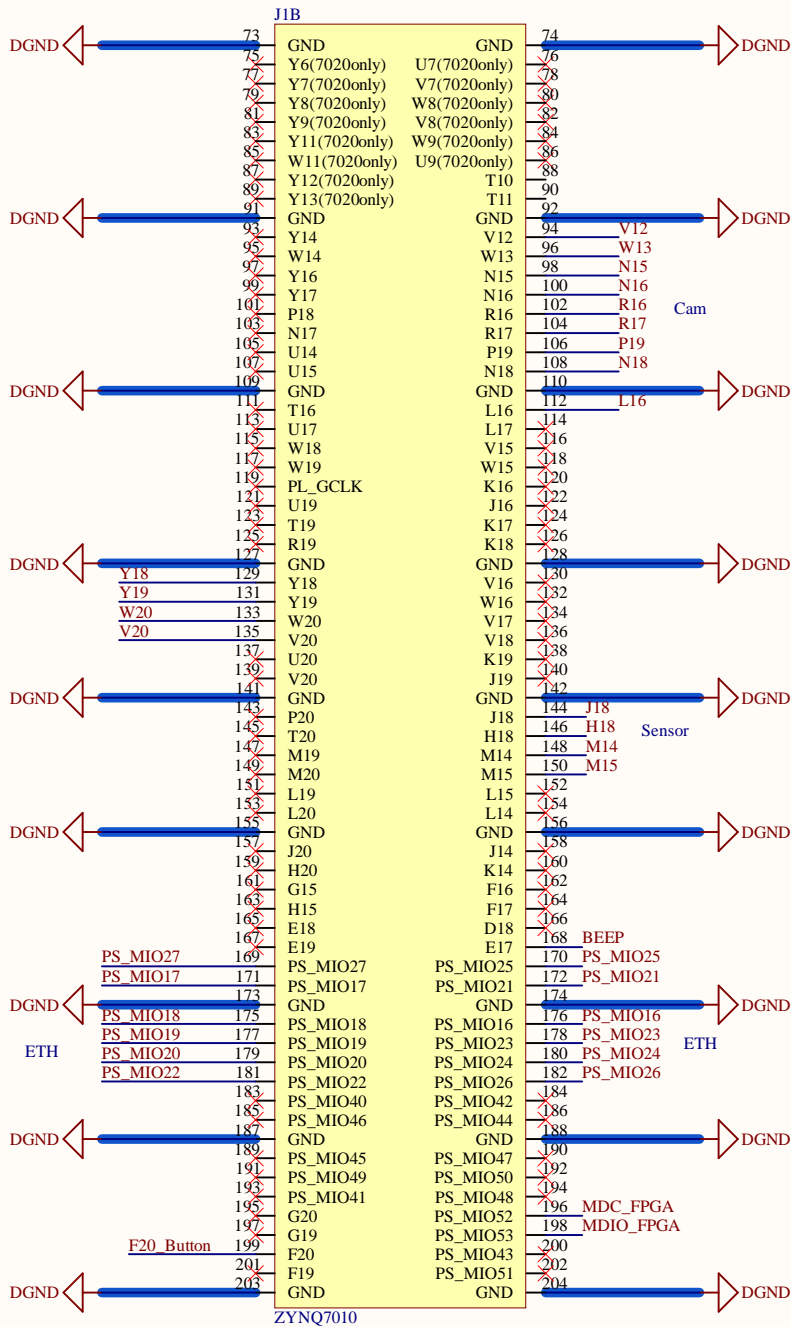 J1B
DGND 73 GND GND 74 DGND
75 Y6(7020only) U7(7020only) 76
77 Y7(7020only) V7(7020only) 78
79 Y8(7020only) W8(7020only) 80
81 Y9(7020only) V8(7020only) 82
83 Y11(7020only) W9(7020only) 84
85 W11(7020only) U9(7020only) 86
87 Y12(7020only) T10 88
89 Y13(7020only) T11 90
DGND 91 GND GND 92 DGND
93 Y14 V12 94 V12
95 W14 W13 96 W13
97 Y16 N15 98 N15
99 Y17 N16 100 N16
101 P18 R16 102 R16 Cam
103 N17 R17 104 R17
105 U14 P19 106 P19
107 U15 N18 108 N18
DGND 109 GND GND 110 DGND
111 T16 L16 112 L16
113 U17 L17 114
115 W18 V15 116
117 W19 W15 118
119 PL_GCLK K16 120
121 U19 J16 122
123 T19 K17 124
125 R19 K18 126
DGND 127 GND GND 128 DGND
Y18 129 Y18 V16 130
Y19 131 Y19 W16 132
W20 133 W20 V17 134
V20 135 V20 V18 136
137 U20 K19 138
139 V20 J19 140
DGND 141 GND GND 142 DGND
143 P20 J18 144 J18
145 T20 H18 146 H18 Sensor
147 M19 M14 148 M14
149 M20 M15 150 M15
151 L19 L15 152
153 L20 L14 154
DGND 155 GND GND 156 DGND
157 J20 J14 158
159 H20 K14 160
161 G15 F16 162
163 H15 F17 164
165 E18 D18 166
167 E19 E17 168 BEEP
PS_MIO27 169 PS_MIO27 PS_MIO25 170 PS_MIO25
PS_MIO17 171 PS_MIO17 PS_MIO21 172 PS_MIO21
DGND 173 GND GND 174 DGND
PS_MIO18 175 PS_MIO18 PS_MIO16 176 PS_MIO16
ETH PS_MIO19 177 PS_MIO19 PS_MIO23 178 PS_MIO23 ETH
PS_MIO20 179 PS_MIO20 PS_MIO24 180 PS_MIO24
PS_MIO22 181 PS_MIO22 PS_MIO26 182 PS_MIO26
183 PS_MIO40 PS_MIO42 184
185 PS_MIO46 PS_MIO44 186
DGND 187 GND GND 188 DGND
189 PS_MIO45 PS_MIO47 190
191 PS_MIO49 PS_MIO50 192
193 PS_MIO41 PS_MIO48 194
195 G20 PS_MIO52 196 MDC_FPGA
197 G19 PS_MIO53 198 MDIO_FPGA
F20_Button 199 F20 PS_MIO43 200
201 F19 PS_MIO51 202
DGND 203 GND GND 204 DGND
ZYNQ7010